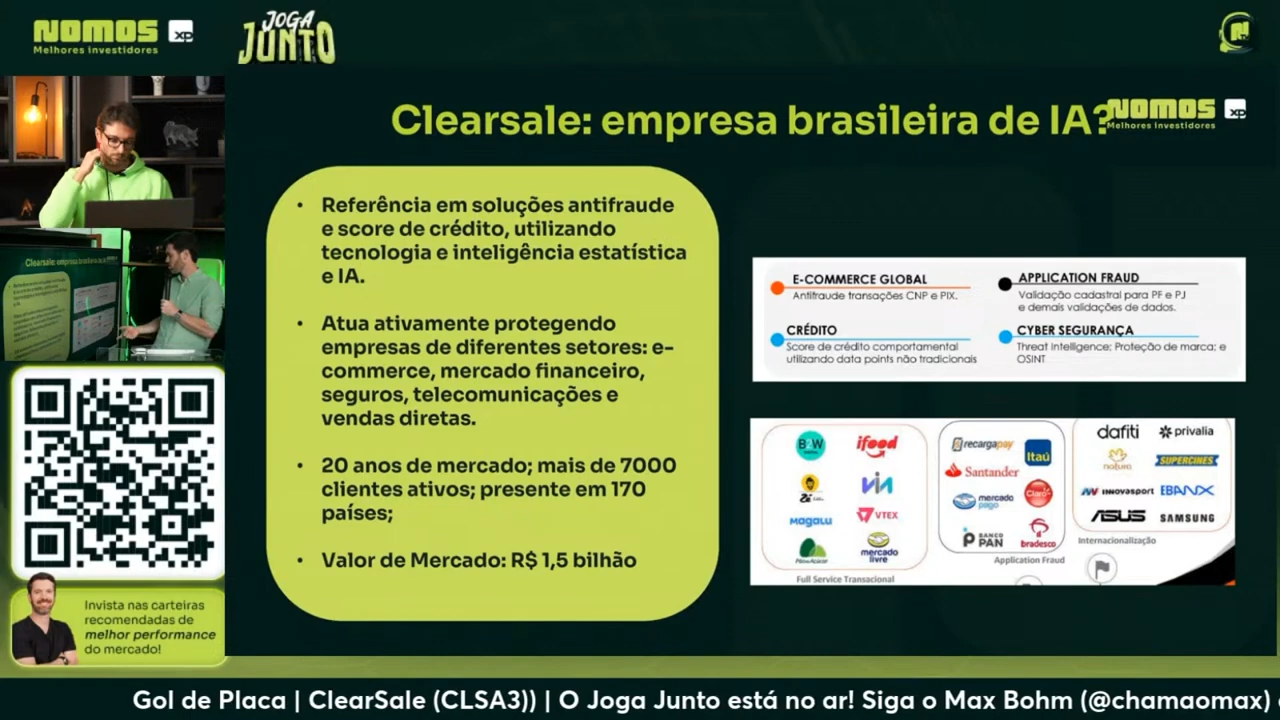 NOMOS
xp
Melhores investidores
JOGA
JUNTO
Clearsale: empresa brasileira de IA?
NOMOS
xp
Melhores investidores
• Referência em soluções antifraude
e score de crédito, utilizando
tecnologia e inteligência estatística
e IA.
• Atua ativamente protegendo
empresas de diferentes setores: e-
commerce, mercado financeiro,
seguros, telecomunicações e
vendas diretas.
• 20 anos de mercado; mais de 7000
clientes ativos; presente em 170
países;
• Valor de Mercado: R$ 1,5 bilhão
E-COMMERCE GLOBAL
Antifraude transações CNP e PIX.
APPLICATION FRAUD
Validação cadastral para PF e PJ
e demais validações de dados.
CRÉDITO
Score de crédito comportamental
utilizando data points não tradicionais
CYBER SEGURANÇA
Threat Intelligence; Proteção de marca; e
OSINT
B2W
ifood
VIA
MAGALU
VTEX
mercado
livre
Full Service Transacional
recargapay
Itaú
Santander
mercado
pago
Claro
BANCO
PAN
bradesco
Application Fraud
dafiti
privalia
natura
SUPERCINES
INNOVASPORT
EBANX
ASUS
SAMSUNG
Internacionalização
Clearsale: empresa brasileira de IA?
Invista nas carteiras
recomendadas de
melhor performance
do mercado!
Gol de Placa | ClearSale (CLSA3)) | O Joga Junto está no ar! Siga o Max Bohm (@chamaomax)